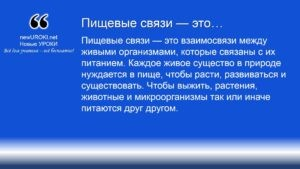 newUROKI.net
Новые УРОКИ
Всё для учителя – всё бесплатно!
Пищевые связи — это…
Пищевые связи — это взаимосвязи между
живыми организмами, которые связаны с их
питанием. Каждое живое существо в природе
нуждается в пище, чтобы расти, развиваться и
существовать. Чтобы выжить, растения,
животные и микроорганизмы так или иначе
питаются друг другом.